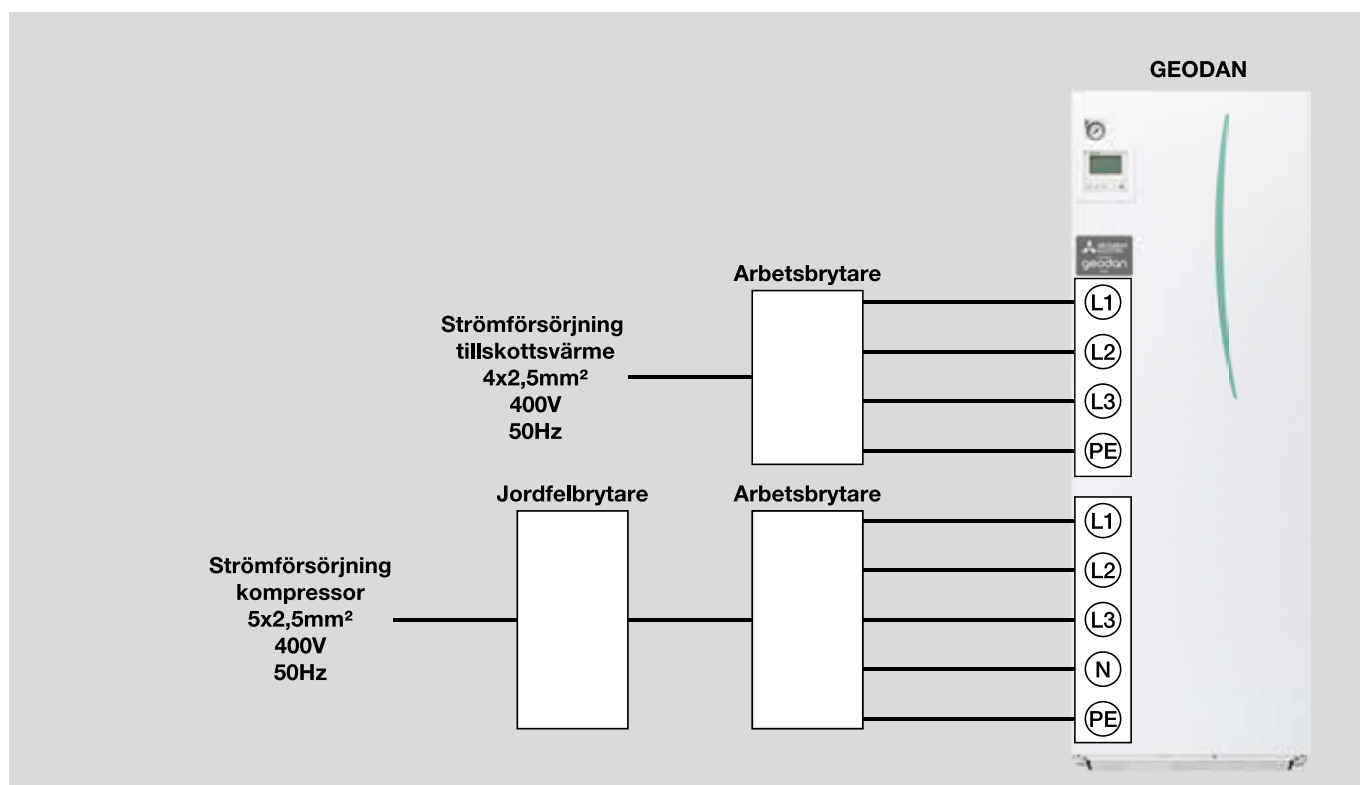 GEODAN
geodan
Arbetsbrytare
Strömförsörjning
tillskottsvärme
4x2,5mm²
400V
50Hz
L1
L2
L3
PE
Jordfelbrytare
Arbetsbrytare
Strömförsörjning
kompressor
5x2,5mm²
400V
50Hz
L1
L2
L3
N
PE